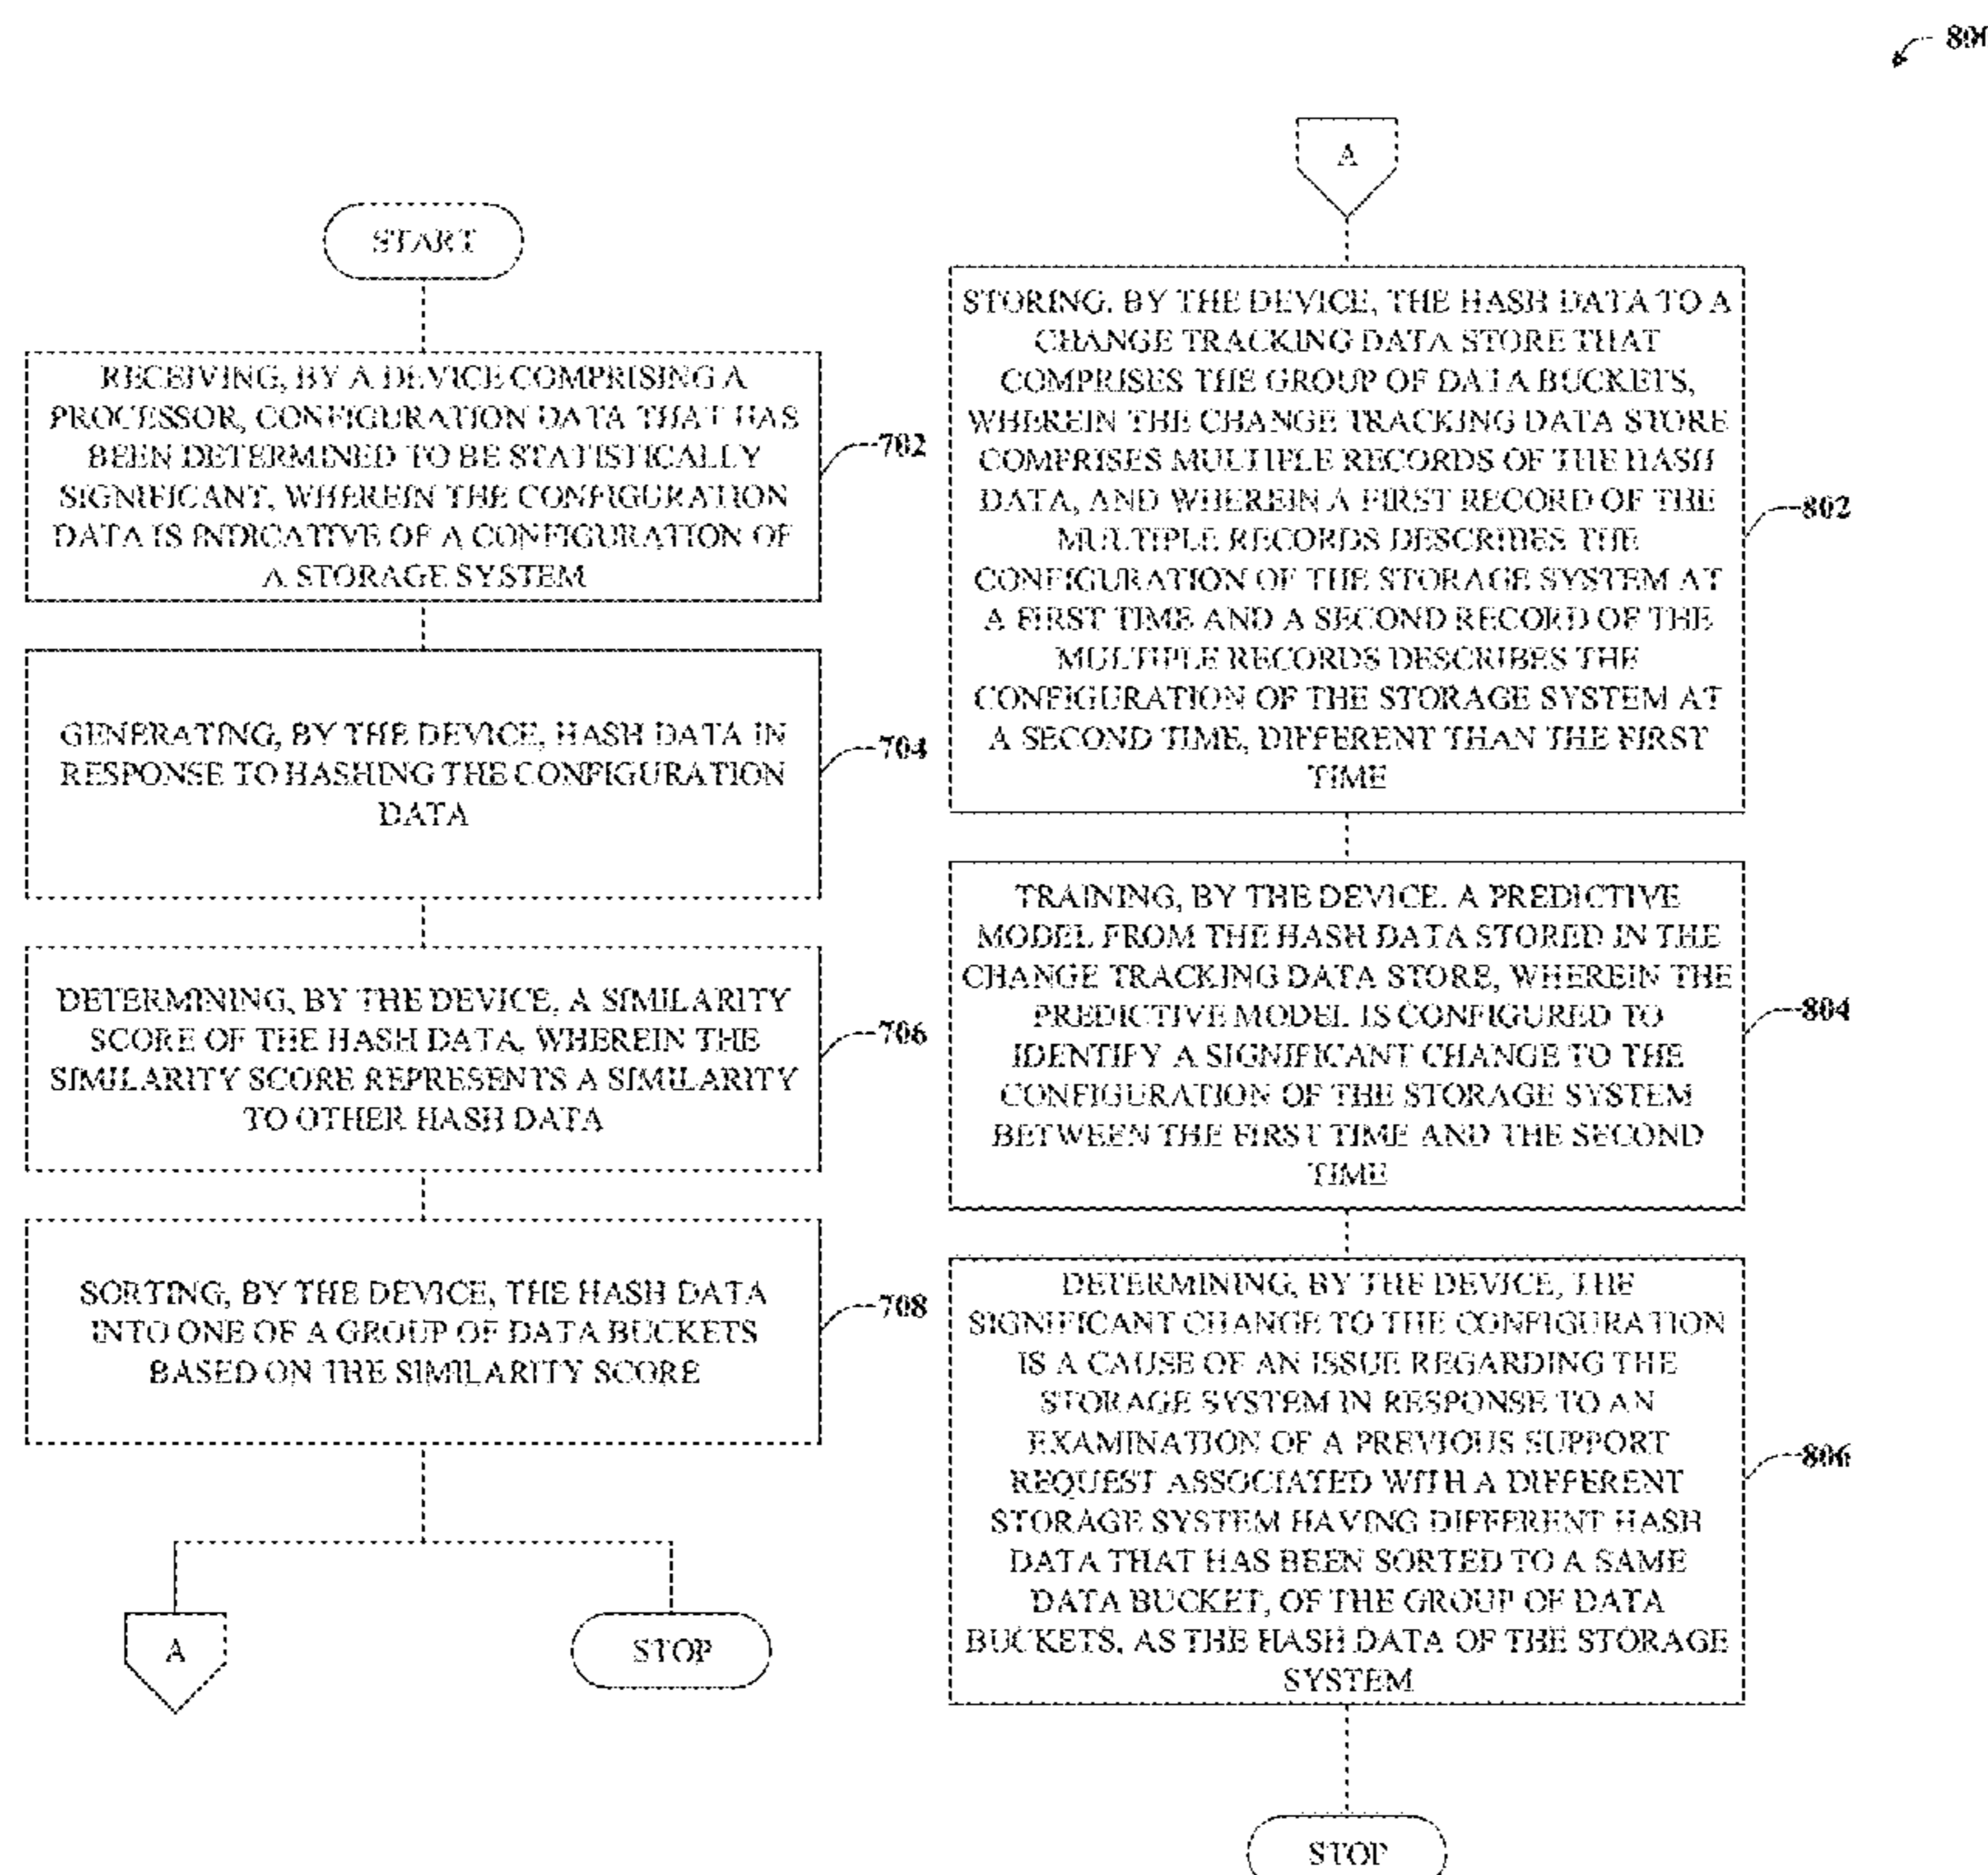 800
START
RECEIVING, BY A DEVICE COMPRISING A
PROCESSOR, CONFIGURATION DATA THAT HAS
BEEN DETERMINED TO BE STATISTICALLY
SIGNIFICANT, WHEREIN THE CONFIGURATION
DATA IS INDICATIVE OF A CONFIGURATION OF
A STORAGE SYSTEM
702
GENERATING, BY THE DEVICE, HASH DATA IN
RESPONSE TO HASHING THE CONFIGURATION
DATA
704
DETERMINING, BY THE DEVICE, A SIMILARITY
SCORE OF THE HASH DATA, WHEREIN THE
SIMILARITY SCORE REPRESENTS A SIMILARITY
TO OTHER HASH DATA
706
SORTING, BY THE DEVICE, THE HASH DATA
INTO ONE OF A GROUP OF DATA BUCKETS
BASED ON THE SIMILARITY SCORE
708
A
STOP
A
STORING, BY THE DEVICE, THE HASH DATA TO A
CHANGE TRACKING DATA STORE THAT
COMPRISES THE GROUP OF DATA BUCKETS,
WHEREIN THE CHANGE TRACKING DATA STORE
COMPRISES MULTIPLE RECORDS OF THE HASH
DATA, AND WHEREIN A FIRST RECORD OF THE
MULTIPLE RECORDS DESCRIBES THE
CONFIGURATION OF THE STORAGE SYSTEM AT
A FIRST TIME AND A SECOND RECORD OF THE
MULTIPLE RECORDS DESCRIBES THE
CONFIGURATION OF THE STORAGE SYSTEM AT
A SECOND TIME, DIFFERENT THAN THE FIRST
TIME
802
TRAINING, BY THE DEVICE, A PREDICTIVE
MODEL FROM THE HASH DATA STORED IN THE
CHANGE TRACKING DATA STORE, WHEREIN THE
PREDICTIVE MODEL IS CONFIGURED TO
IDENTIFY A SIGNIFICANT CHANGE TO THE
CONFIGURATION OF THE STORAGE SYSTEM
BETWEEN THE FIRST TIME AND THE SECOND
TIME
804
DETERMINING, BY THE DEVICE, THE
SIGNIFICANT CHANGE TO THE CONFIGURATION
IS A CAUSE OF AN ISSUE REGARDING THE
STORAGE SYSTEM IN RESPONSE TO AN
EXAMINATION OF A PREVIOUS SUPPORT
REQUEST ASSOCIATED WITH A DIFFERENT
STORAGE SYSTEM HAVING DIFFERENT HASH
DATA THAT HAS BEEN SORTED TO A SAME
DATA BUCKET, OF THE GROUP OF DATA
BUCKETS, AS THE HASH DATA OF THE STORAGE
SYSTEM
806
STOP